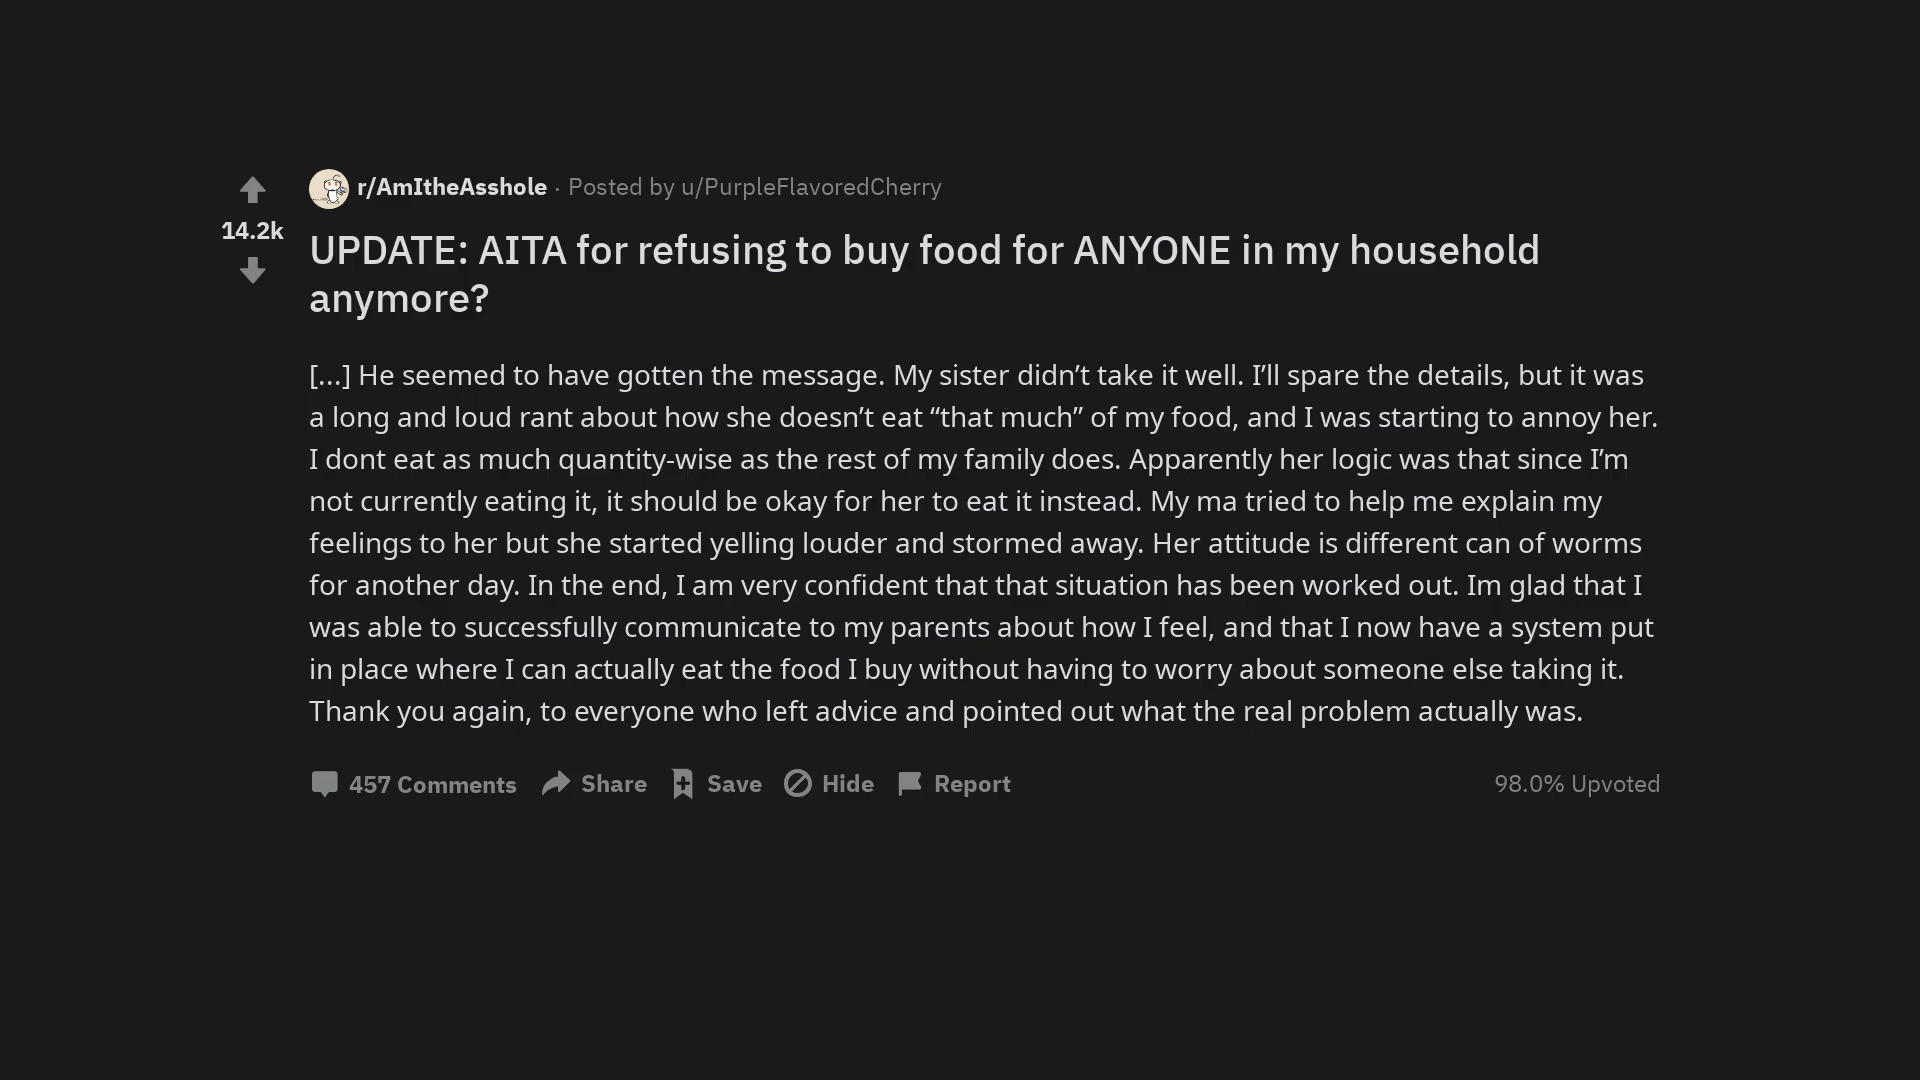 r/AmItheAsshole · Posted by u/PurpleFlavoredCherry
14.2k
UPDATE: AITA for refusing to buy food for ANYONE in my household
anymore?
[...] He seemed to have gotten the message. My sister didn’t take it well. I’ll spare the details, but it was
a long and loud rant about how she doesn’t eat “that much” of my food, and I was starting to annoy her.
I dont eat as much quantity-wise as the rest of my family does. Apparently her logic was that since I’m
not currently eating it, it should be okay for her to eat it instead. My ma tried to help me explain my
feelings to her but she started yelling louder and stormed away. Her attitude is different can of worms
for another day. In the end, I am very confident that that situation has been worked out. Im glad that I
was able to successfully communicate to my parents about how I feel, and that I now have a system put
in place where I can actually eat the food I buy without having to worry about someone else taking it.
Thank you again, to everyone who left advice and pointed out what the real problem actually was.
457 Comments Share Save Hide Report 98.0% Upvoted